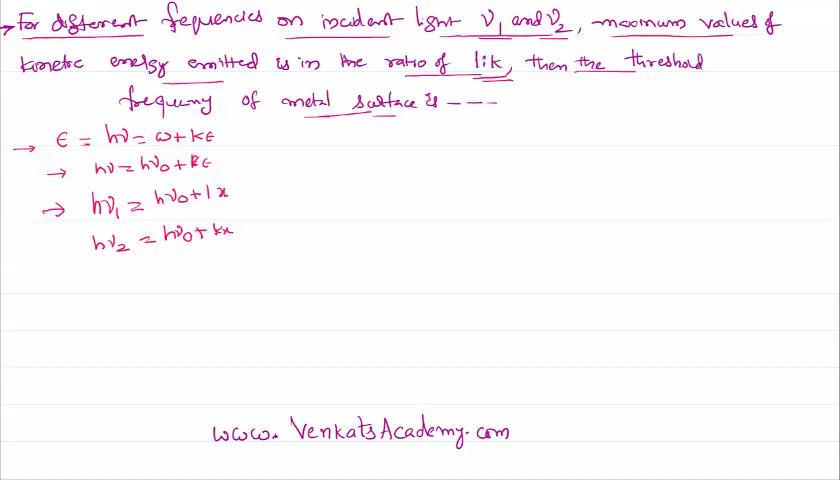 → For different fequencies on incident light ν₁ and ν₂, maximum values of
kinetic energy emitted is in the ratio of 1:k, then the threshold
frequency of metal surface is ----
→ E = hν = ω + KE
→ hν = hν₀ + KE
→ hν₁ = hν₀ + 1x
hν₂ = hν₀ + kx
www.VenkatsAcademy.com